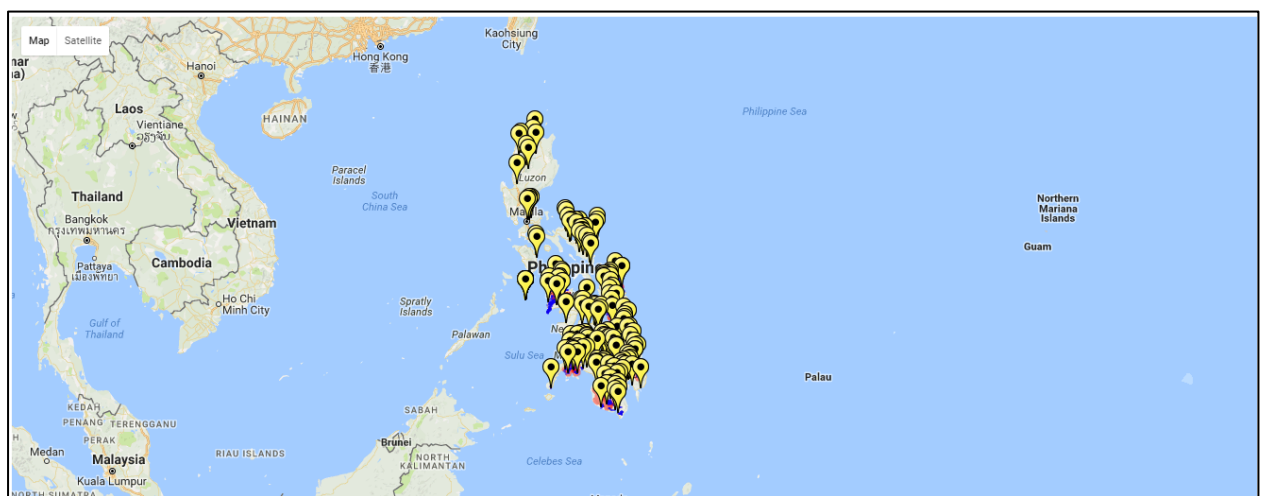 Map
Satellite
Kaohsiung
City
Hong Kong
香港
Hanoi
Laos
Vientiane
ວຽງຈັນ
HAINAN
Philippine Sea
Paracel
Islands
South
China Sea
Luzon
Thailand
Bangkok
กรุงเทพมหานคร
Vietnam
Northern
Mariana
Islands
Guam
Pattaya
เมืองพัทยา
Cambodia
Ho Chi
Minh City
Spratly
Islands
Gulf of
Thailand
Palawan
Sulu Sea
Palau
KEDAH
PENANG
TERENGGANU
PERAK
SABAH
Brunei
Medan
Malaysia
Kuala Lumpur
RIAU ISLANDS
NORTH
KALIMANTAN
Celebes Sea
NORTH SUMATRA